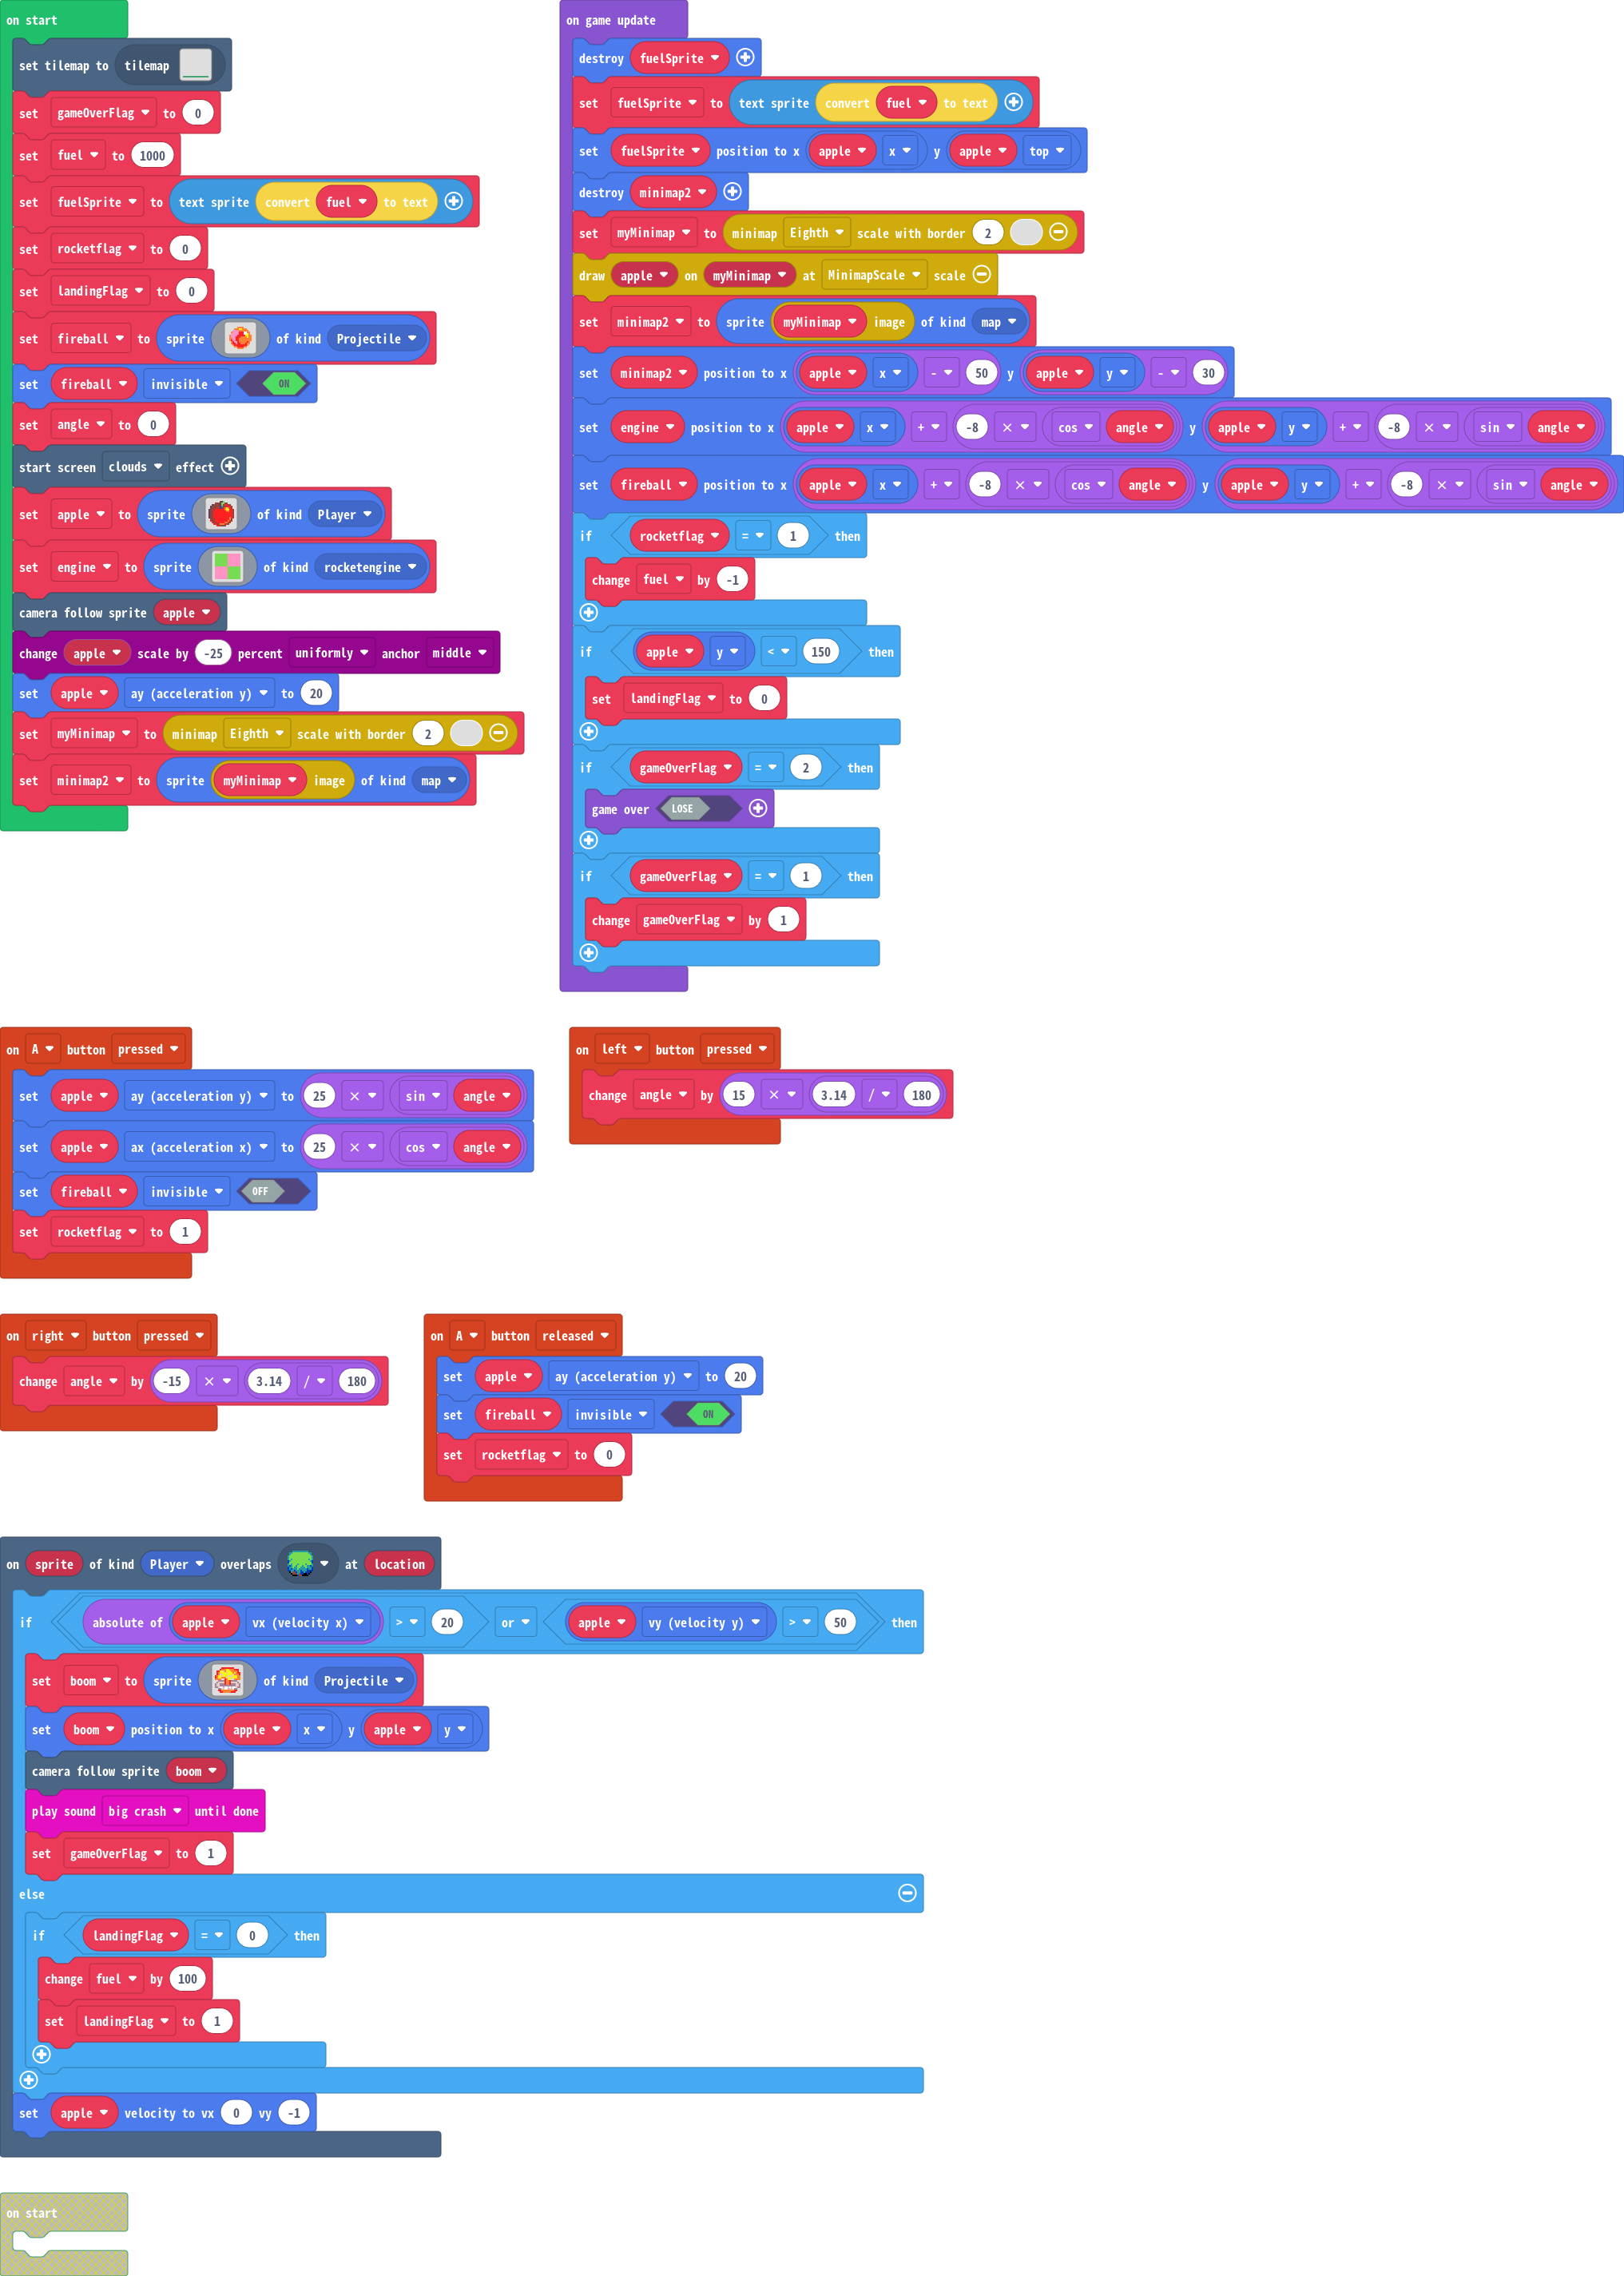 on start
set tilemap to tilemap
set gameOverFlag to 0
set fuel to 1000
set fuelSprite to text sprite convert fuel to text
set rocketflag to 0
set landingFlag to 0
set fireball to sprite of kind Projectile
set fireball invisible ON
set angle to 0
start screen clouds effect
set apple to sprite of kind Player
set engine to sprite of kind rocketengine
camera follow sprite apple
change apple scale by -25 percent uniformly anchor middle
set apple ay (acceleration y) to 20
set myMinimap to minimap Eighth scale with border 2
set minimap2 to sprite myMinimap image of kind map
on game update
destroy fuelSprite
set fuelSprite to text sprite convert fuel to text
set fuelSprite position to x apple x y apple top
destroy minimap2
set myMinimap to minimap Eighth scale with border 2
draw apple on myMinimap at MinimapScale scale
set minimap2 to sprite myMinimap image of kind map
set minimap2 position to x apple x - 50 y apple y - 30
set engine position to x apple x + -8 × cos angle y apple y + -8 × sin angle
set fireball position to x apple x + -8 × cos angle y apple y + -8 × sin angle
if rocketflag = 1 then
change fuel by -1
if apple y < 150 then
set landingFlag to 0
if gameOverFlag = 2 then
game over LOSE
if gameOverFlag = 1 then
change gameOverFlag by 1
on A button pressed
set apple ay (acceleration y) to 25 × sin angle
set apple ax (acceleration x) to 25 × cos angle
set fireball invisible OFF
set rocketflag to 1
on left button pressed
change angle by 15 × 3.14 / 180
on right button pressed
change angle by -15 × 3.14 / 180
on A button released
set apple ay (acceleration y) to 20
set fireball invisible ON
set rocketflag to 0
on sprite of kind Player overlaps at location
if absolute of apple vx (velocity x) > 20 or apple vy (velocity y) > 50 then
set boom to sprite of kind Projectile
set boom position to x apple x y apple y
camera follow sprite boom
play sound big crash until done
set gameOverFlag to 1
else
if landingFlag = 0 then
change fuel by 100
set landingFlag to 1
set apple velocity to vx 0 vy -1
on start